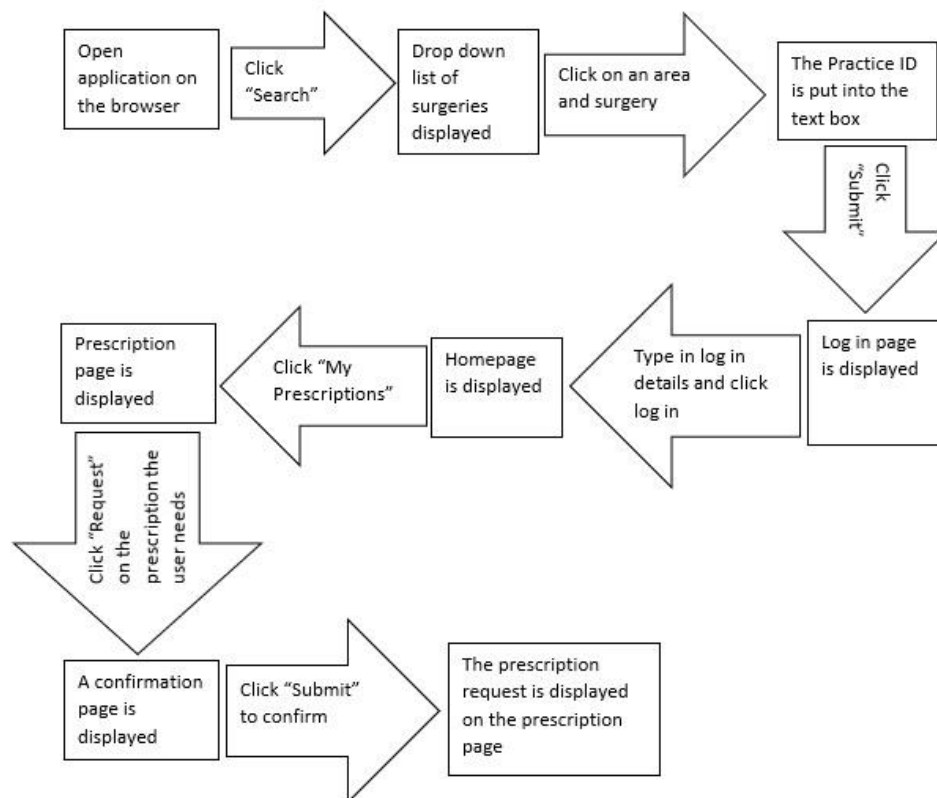 Open
application on
the browser
Click
“Search”
Drop down
list of
surgeries
displayed
Click on an area
and surgery
The Practice ID
is put into the
text box
Click
“Submit”
Log in page
is displayed
Type in log in
details and click
log in
Homepage
is displayed
Click “My
Prescriptions”
Prescription
page is
displayed
Click “Request”
on the
prescription the
user needs
A confirmation
page is
displayed
Click “Submit”
to confirm
The prescription
request is displayed
on the prescription
page